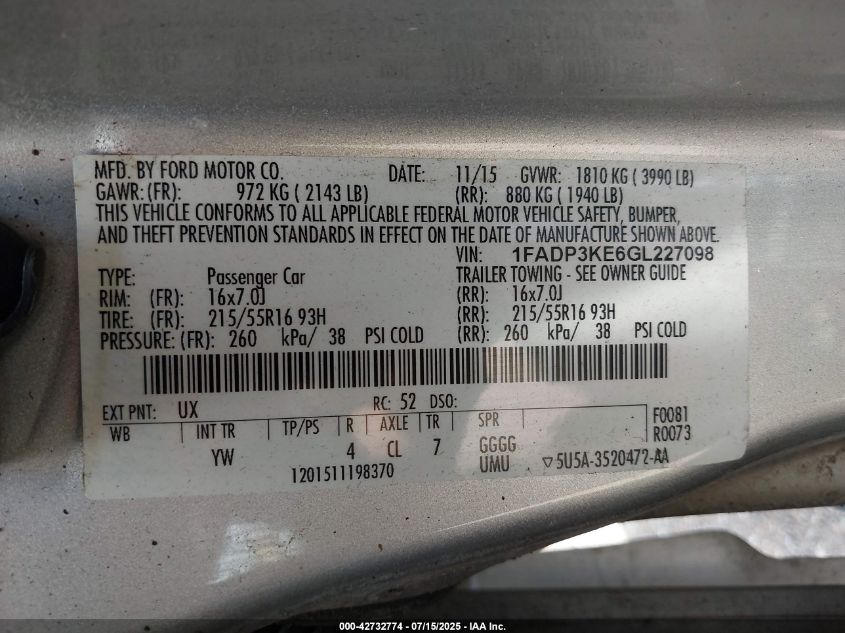 MFD. BY FORD MOTOR CO. DATE: 11/15 GVWR: 1810 KG ( 3990 LB)
GAWR: (FR): 972 KG ( 2143 LB) (RR): 880 KG ( 1940 LB)
THIS VEHICLE CONFORMS TO ALL APPLICABLE FEDERAL MOTOR VEHICLE SAFETY, BUMPER,
AND THEFT PREVENTION STANDARDS IN EFFECT ON THE DATE OF MANUFACTURE SHOWN ABOVE.
VIN: 1FADP3KE6GL227098
TYPE: Passenger Car TRAILER TOWING - SEE OWNER GUIDE
RIM: (FR): 16x7.0J (RR): 16x7.0J
TIRE: (FR): 215/55R16 93H (RR): 215/55R16 93H
PRESSURE: (FR): 260 kPa/ 38 PSI COLD (RR): 260 kPa/ 38 PSI COLD
EXT PNT: UX RC: 52 DSO:
WB INT TR TP/PS R AXLE TR SPR F0081
YW 4 CL 7 GGGG R0073
1201511198370 UMU ▽5U5A-3520472-AA
000-42732774 - 07/15/2025 - IAA Inc.